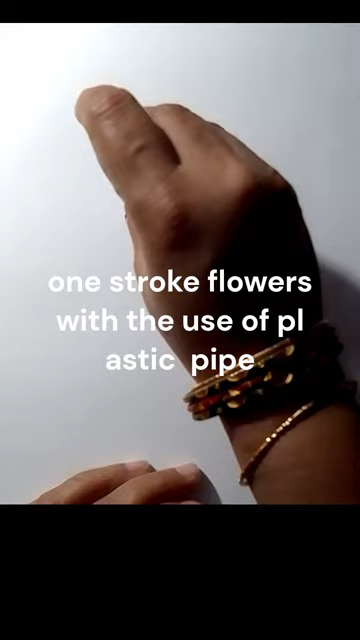 one stroke flowers
with the use of pl
astic pipe